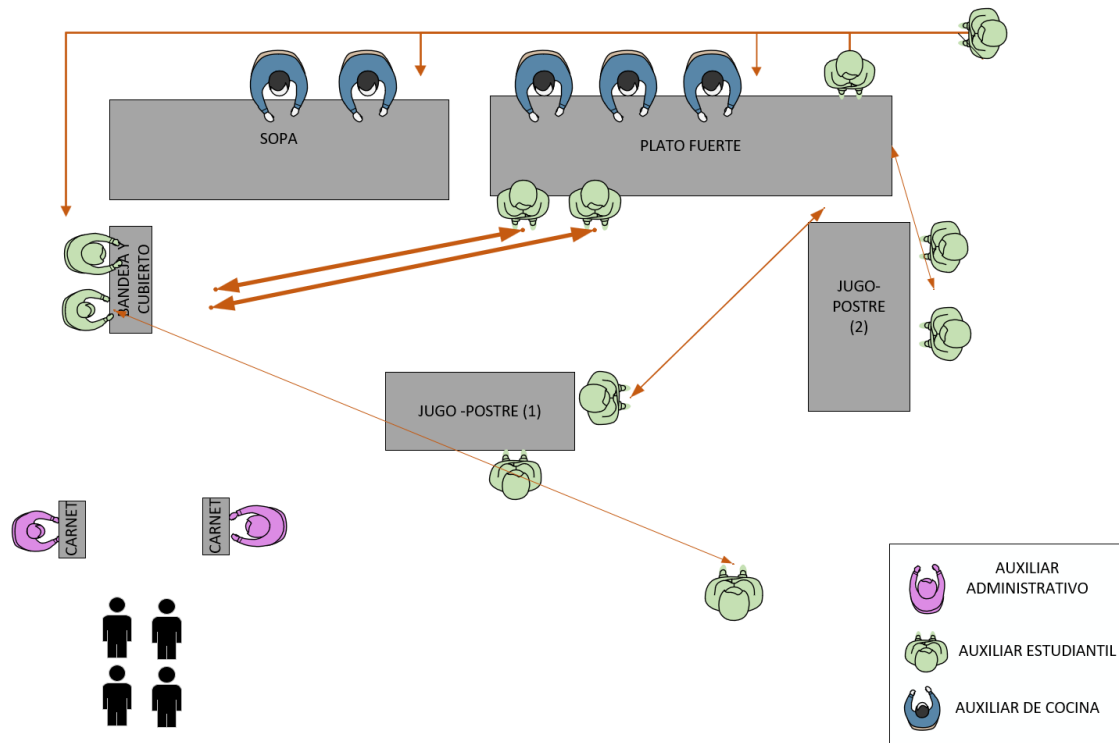 SOPA
PLATO FUERTE
BANDEJA Y
CUBIERTO
JUGO-
POSTRE
(2)
JUGO -POSTRE (1)
CARNET
CARNET
AUXILIAR
ADMINISTRATIVO
AUXILIAR ESTUDIANTIL
AUXILIAR DE COCINA